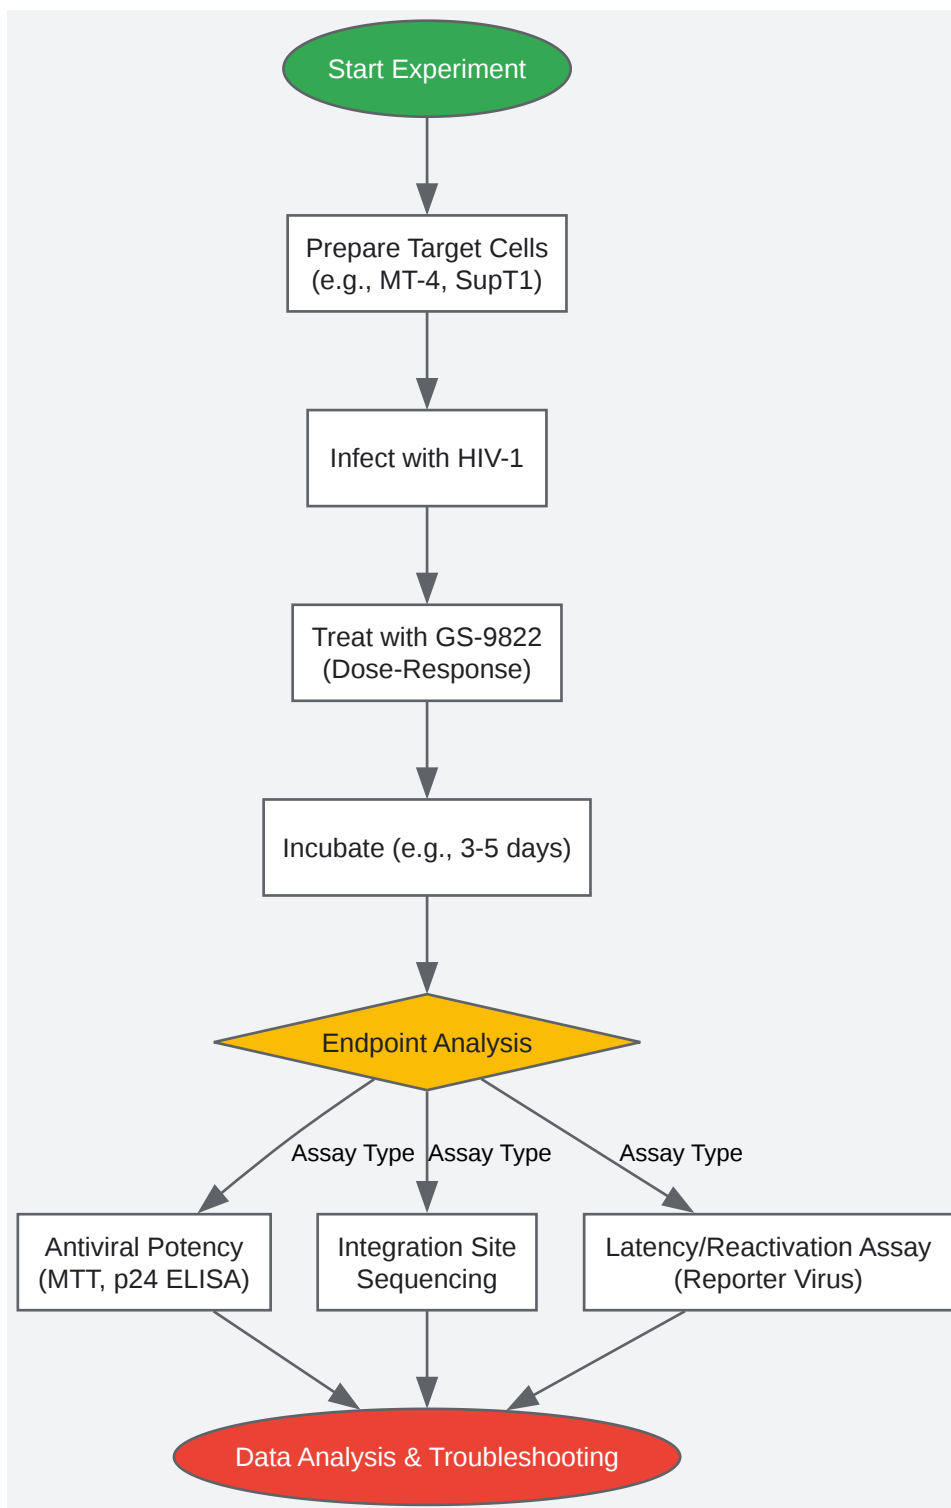 Start Experiment
Prepare Target Cells
(e.g., MT-4, SupT1)
Infect with HIV-1
Treat with GS-9822
(Dose-Response)
Incubate (e.g., 3-5 days)
Endpoint Analysis
Assay Type
Assay Type
Assay Type
Antiviral Potency
(MTT, p24 ELISA)
Integration Site
Sequencing
Latency/Reactivation Assay
(Reporter Virus)
Data Analysis & Troubleshooting